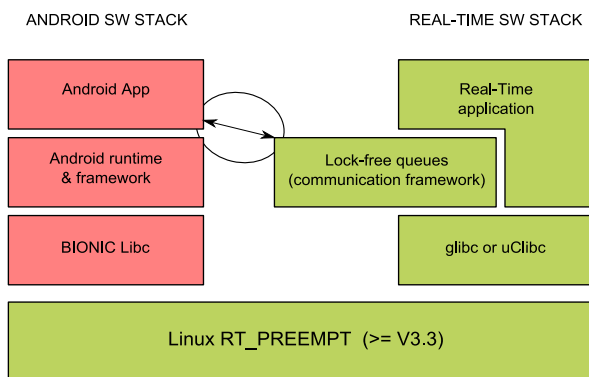 ANDROID SW STACK
REAL-TIME SW STACK
Android App
Real-Time
application
Android runtime
& framework
Lock-free queues
(communication framework)
BIONIC Libc
glibc or uClibc
Linux RT_PREEMPT (>= V3.3)